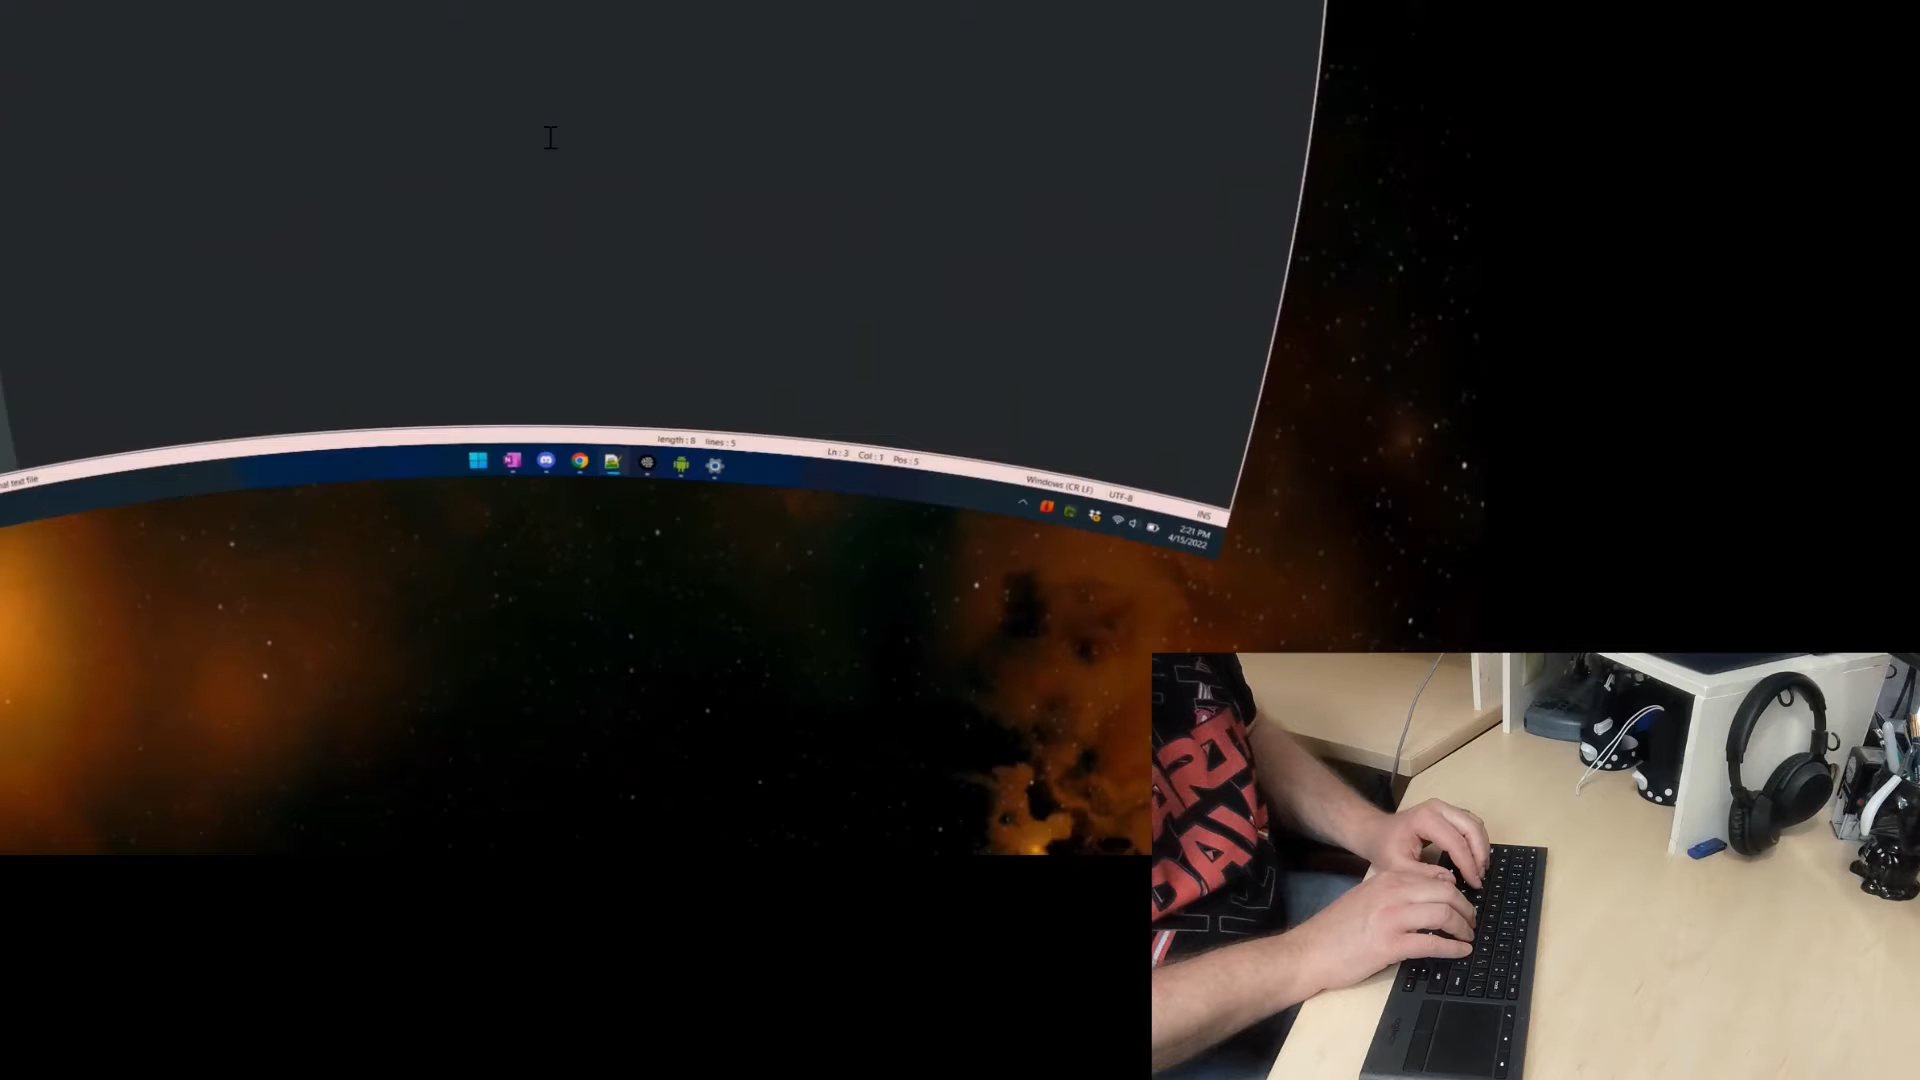 length : 8 lines : 5
Ln : 3 Col : 1 Pos : 5
nal text file
Windows (CR LF) UTF-8
INS
2:21 PM
4/15/2022